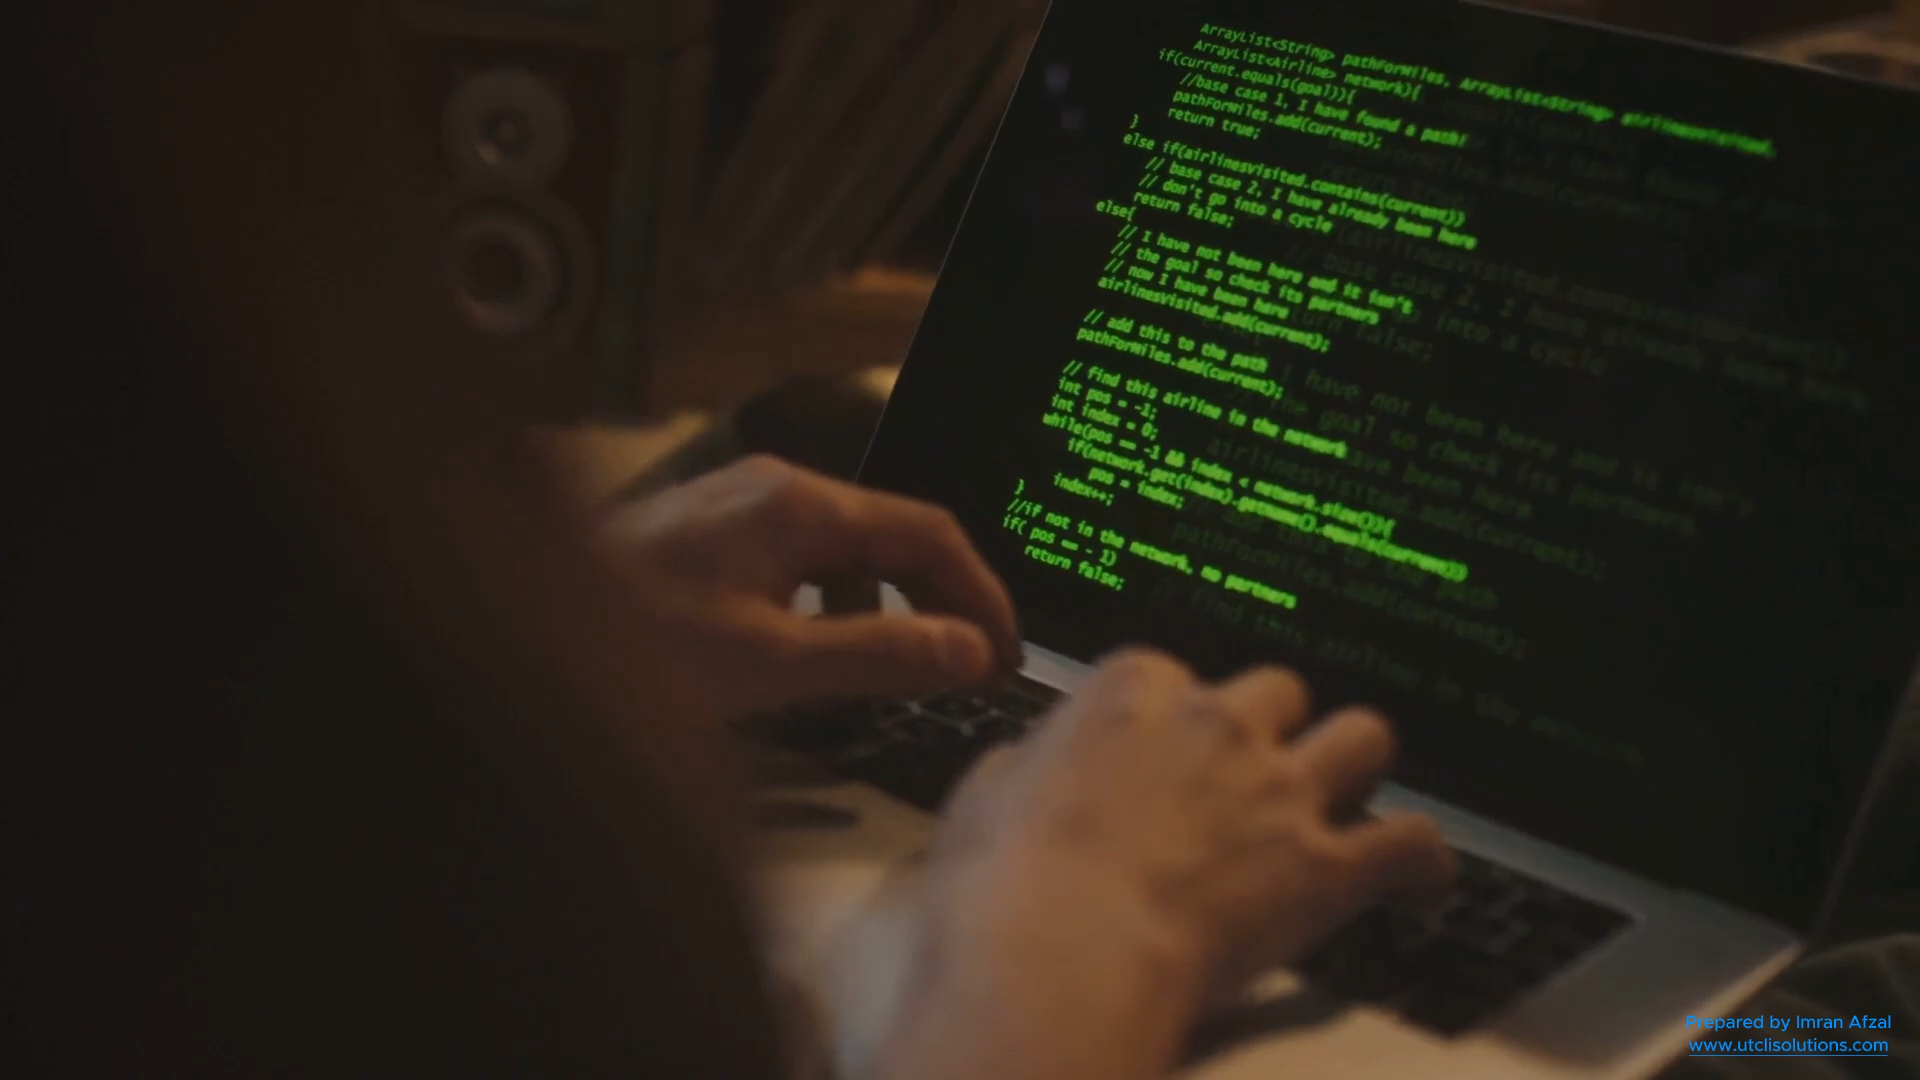 ArrayList<String> pathForMiles, ArrayList<String> airlinesVisited,
ArrayList<Airline> network){
if(current.equals(goal)){
//base case 1, I have found a path!
pathForMiles.add(current);
return true;
}
else if(airlinesVisited.contains(current))
// base case 2, I have already been here
// don't go into a cycle
return false;
else{
// I have not been here and it isn't
// the goal so check its partners
// now I have been here
airlinesVisited.add(current);
// add this to the path
pathForMiles.add(current);
// find this airline in the network
int pos = -1;
int index = 0;
while(pos == -1 && index < network.size()){
if(network.get(index).getName().equals(current))
pos = index;
index++;
}
//if not in the network, no partners
if( pos == - 1)
return false;
Prepared by Imran Afzal
www.utclisolutions.com